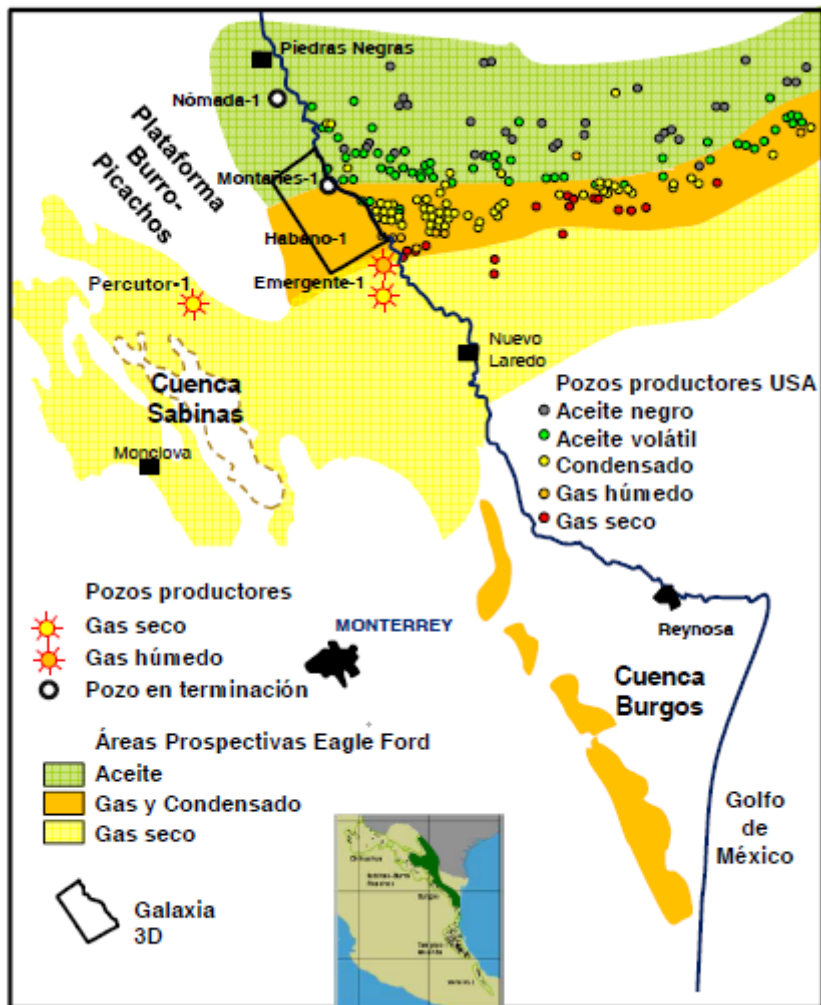 Piedras Negras
Nómada-1
Plataforma
Burro-
Picachos
Montañés-1
Habano-1
Percutor-1
Emergente-1
Nuevo
Laredo
Cuenca
Sabinas
Monclova
Pozos productores USA
Aceite negro
Aceite volátil
Condensado
Gas húmedo
Gas seco
Pozos productores
Gas seco
Gas húmedo
Pozo en terminación
MONTERREY
Reynosa
Cuenca
Burgos
Áreas Prospectivas Eagle Ford
Aceite
Gas y Condensado
Gas seco
Golfo
de
México
Galaxia
3D
Chihuahua
Burgos